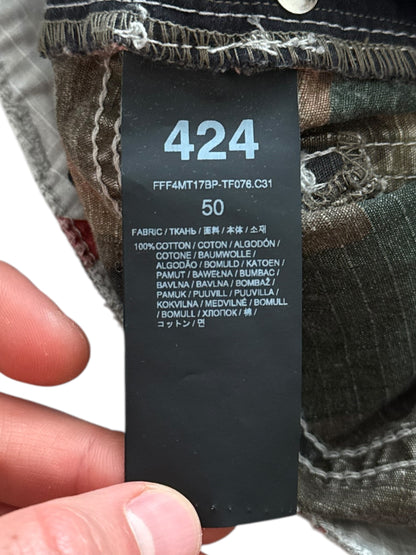 424
FFF4MT17BP-TF076.C31
50
FABRIC / ТКАНЬ / 面料 / 本体 / 소재
100%COTTON / COTON / ALGODÓN /
COTONE / BAUMWOLLE /
ALGODÃO / BOMULD / KATOEN /
PAMUT / BAWEŁNA / BUMBAC /
BAVLNA / BAVLNA / BOMBAŽ /
PAMUK / PUUVILL / PUUVILLA /
KOKVILNA / MEDVILNĖ / BOMULL
/ BOMULL / ХЛОПОК / 棉 /
コットン / 면